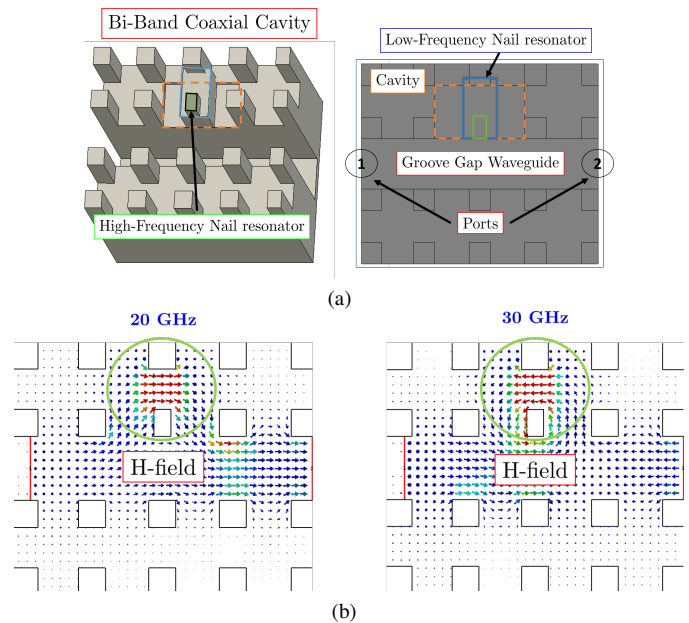 Bi-Band Coaxial Cavity
High-Frequency Nail resonator
Low-Frequency Nail resonator
Cavity
1
Groove Gap Waveguide
2
Ports
(a)
20 GHz
30 GHz
H-field
H-field
(b)